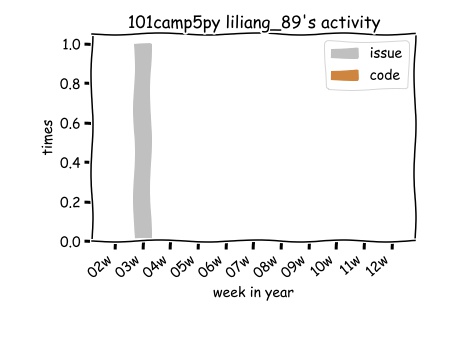 101camp5py liliang_89's activity
issue
code
times
1.0
0.8
0.6
0.4
0.2
0.0
02w 03w 04w 05w 06w 07w 08w 09w 10w 11w 12w
week in year